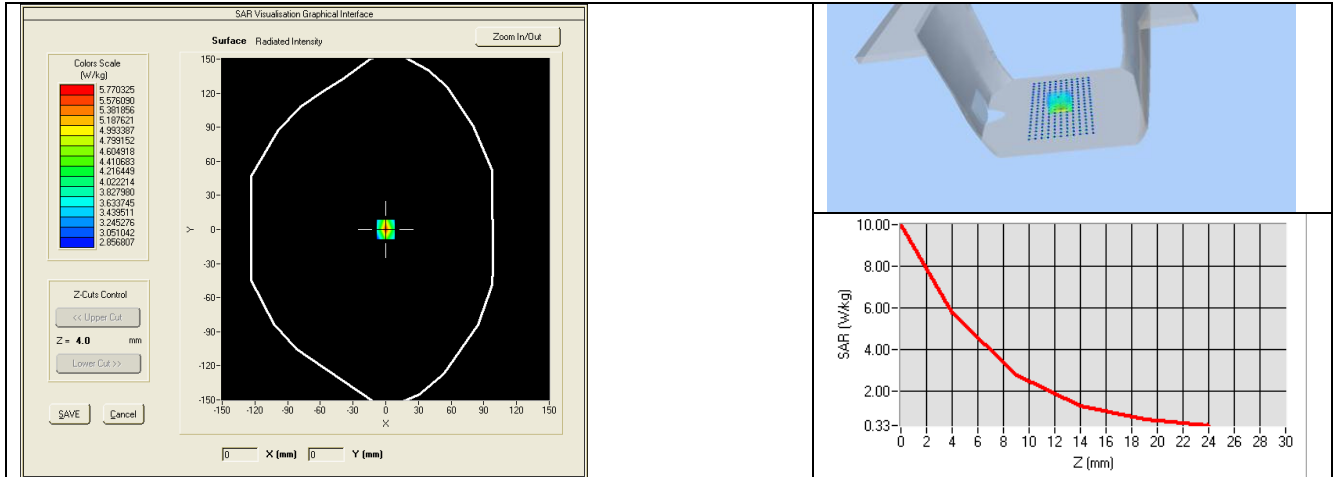 SAR Visualisation Graphical Interface
Surface Radiated Intensity
Zoom In/Out
Colors Scale
(W/kg)
5.770325
5.576090
5.381856
5.187621
4.993387
4.799152
4.604918
4.410683
4.216449
4.022214
3.827980
3.633745
3.439511
3.245276
3.051042
2.856807
Z-Cuts Control
<< Upper Cut
Z = 4.0 mm
Lower Cut >>
SAVE Cancel
150
120
90
60
30
0
-30
-60
-90
-120
-150
Y
-150 -120 -90 -60 -30 0 30 60 90 120 150
X
0 X (mm) 0 Y (mm)
10.00
8.00
6.00
4.00
2.00
0.33
SAR (W/kg)
0 2 4 6 8 10 12 14 16 18 20 22 24 26 28 30
Z (mm)